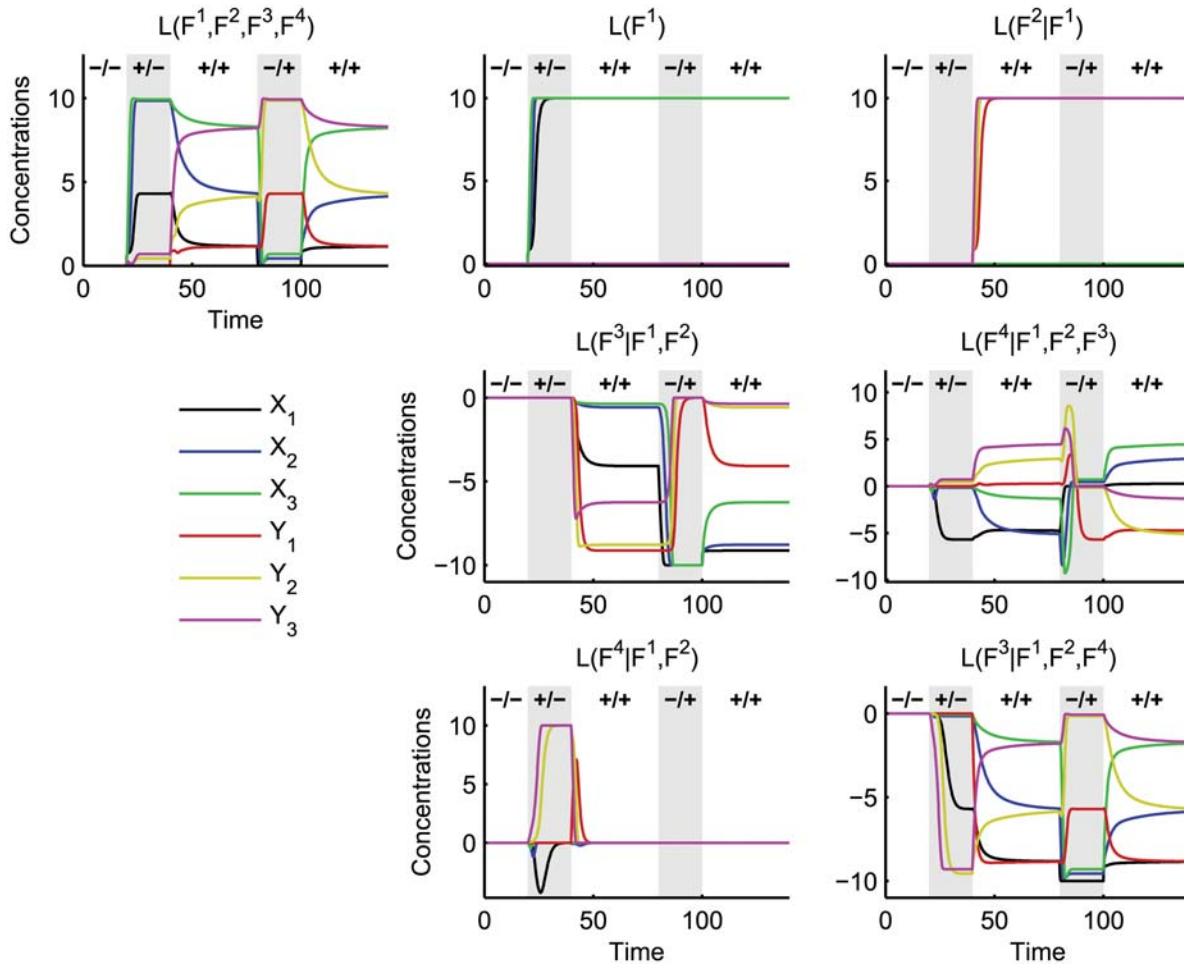 L(F¹,F²,F³,F⁴)
−/− +/− +/+ −/+ +/+
10
5
0
0 50 100
Concentrations
Time
L(F¹)
−/− +/− +/+ −/+ +/+
10
5
0
0 50 100
L(F²|F¹)
−/− +/− +/+ −/+ +/+
10
5
0
0 50 100
X₁
X₂
X₃
Y₁
Y₂
Y₃
L(F³|F¹,F²)
−/− +/− +/+ −/+ +/+
0
−5
−10
0 50 100
Concentrations
L(F⁴|F¹,F²,F³)
−/− +/− +/+ −/+ +/+
10
5
0
−5
−10
0 50 100
L(F⁴|F¹,F²)
−/− +/− +/+ −/+ +/+
10
5
0
0 50 100
Concentrations
Time
L(F³|F¹,F²,F⁴)
−/− +/− +/+ −/+ +/+
0
−5
−10
0 50 100
Time